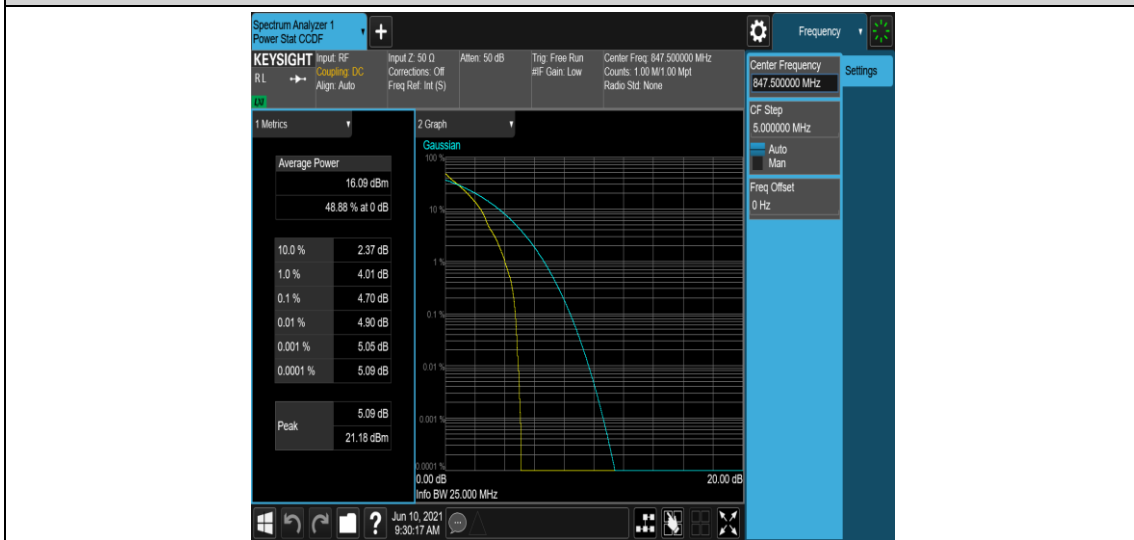 Spectrum Analyzer 1
Power Stat CCDF
+
Frequency
KEYSIGHT
RL
Input: RF
Coupling: DC
Align: Auto
Input Z: 50 Ω
Corrections: Off
Freq Ref: Int (S)
Atten: 50 dB
Trig: Free Run
#IF Gain: Low
Center Freq: 847.500000 MHz
Counts: 1.00 M/1.00 Mpt
Radio Std: None
Center Frequency
847.500000 MHz
Settings
CF Step
5.000000 MHz
Auto
Man
Freq Offset
0 Hz
1 Metrics
Average Power
16.09 dBm
48.88 % at 0 dB
10.0 % 2.37 dB
1.0 % 4.01 dB
0.1 % 4.70 dB
0.01 % 4.90 dB
0.001 % 5.05 dB
0.0001 % 5.09 dB
Peak
5.09 dB
21.18 dBm
2 Graph
Gaussian
100 %
10 %
1 %
0.1 %
0.01 %
0.001 %
0.0001 %
0.00 dB 20.00 dB
Info BW 25.000 MHz
?
Jun 10, 2021
9:30:17 AM